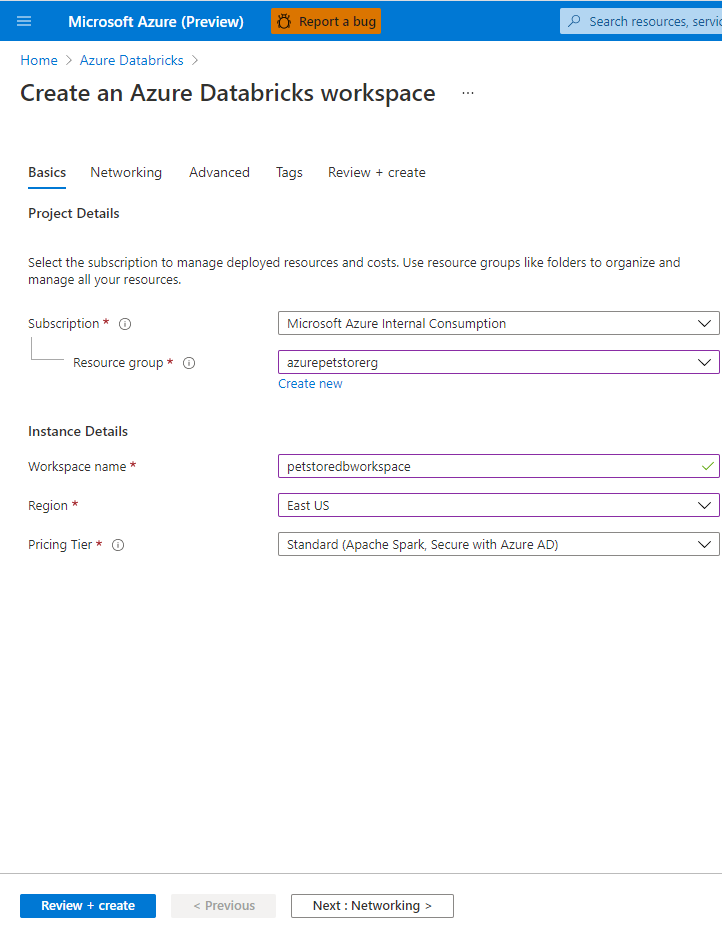 Microsoft Azure (Preview)
Report a bug
Search resources, servic
Home > Azure Databricks >
Create an Azure Databricks workspace ...
Basics Networking Advanced Tags Review + create
Project Details
Select the subscription to manage deployed resources and costs. Use resource groups like folders to organize and
manage all your resources.
Subscription *
Microsoft Azure Internal Consumption
Resource group *
azurepetstorerg
Create new
Instance Details
Workspace name *
petstoredbworkspace
Region *
East US
Pricing Tier *
Standard (Apache Spark, Secure with Azure AD)
Review + create
< Previous
Next : Networking >